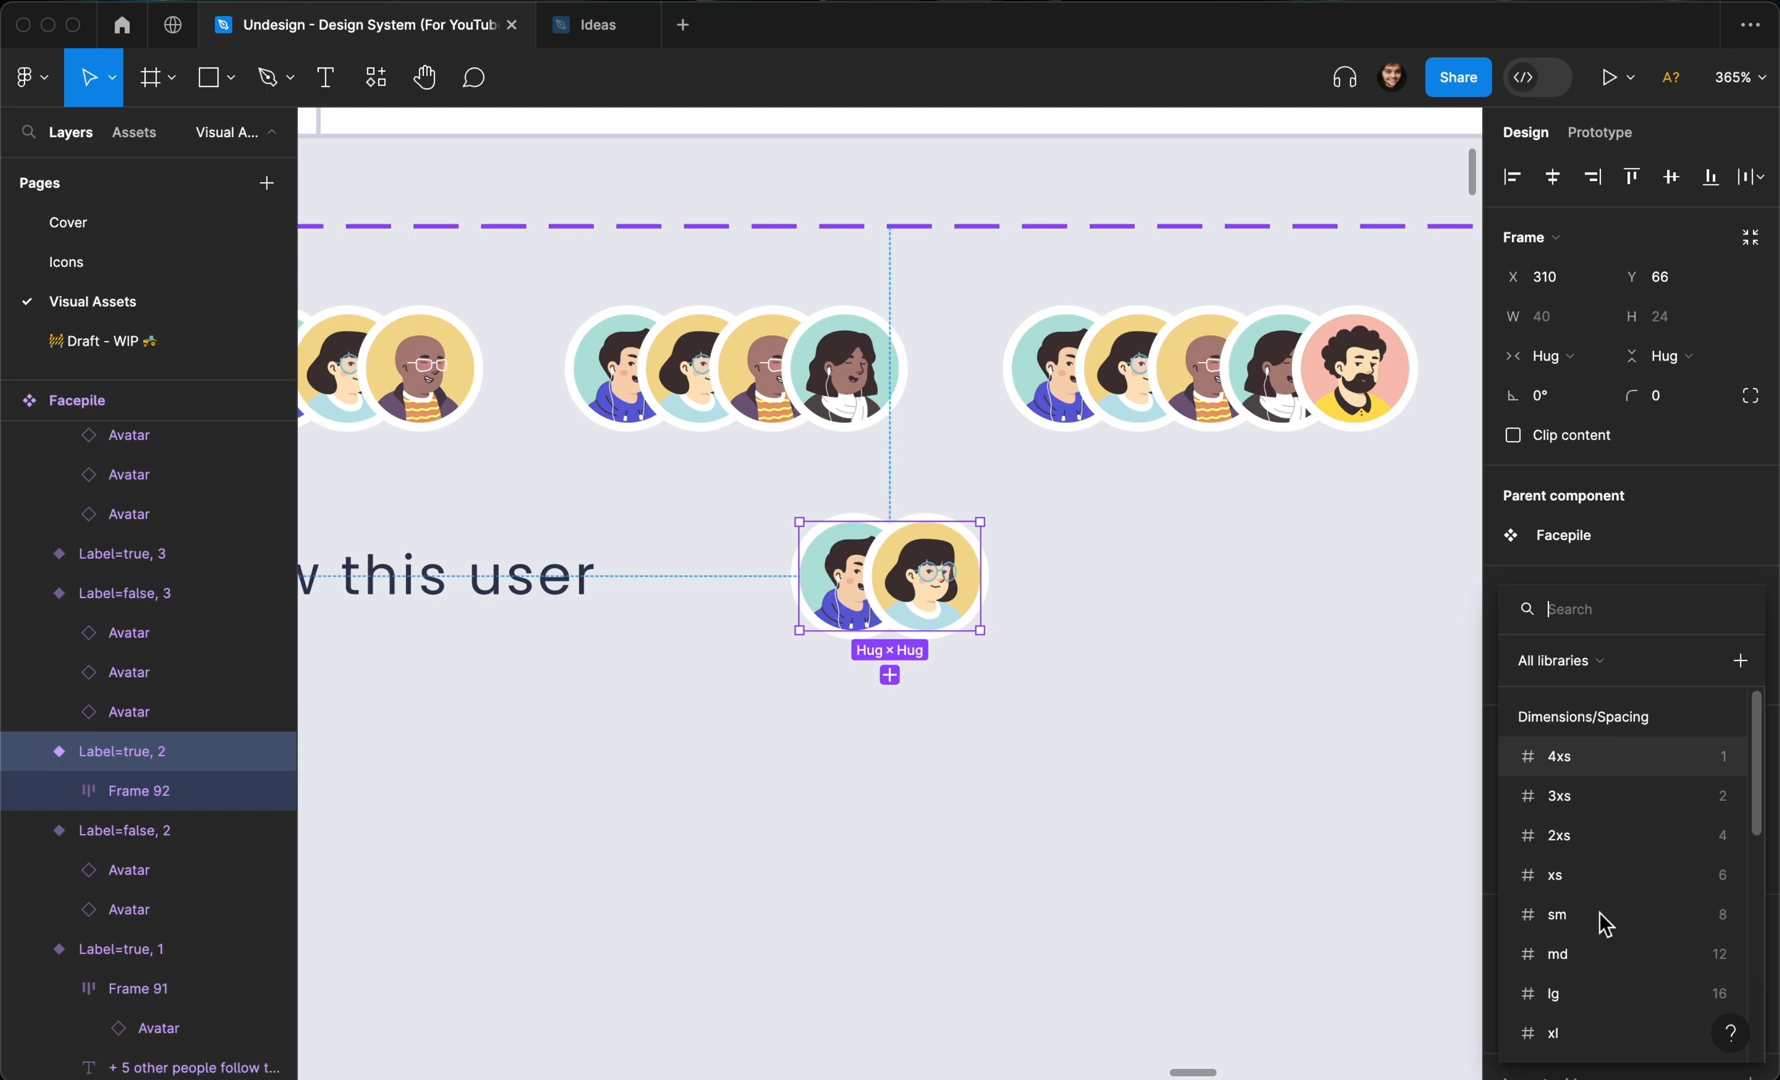 Undesign - Design System (For YouTub
Ideas
Share
A?
365%
Layers
Assets
Visual A...
Pages
Cover
Icons
Visual Assets
🚧 Draft - WIP 🚜
Facepile
Avatar
Avatar
Avatar
Label=true, 3
Label=false, 3
Avatar
Avatar
Avatar
Label=true, 2
Frame 92
Label=false, 2
Avatar
Avatar
Label=true, 1
Frame 91
Avatar
+ 5 other people follow t...
w this user
Hug × Hug
Design
Prototype
Frame
X 310 Y 66
W 40 H 24
Hug Hug
0° 0
Clip content
Parent component
Facepile
Search
All libraries
Dimensions/Spacing
4xs 1
3xs 2
2xs 4
xs 6
sm 8
md 12
lg 16
xl
?